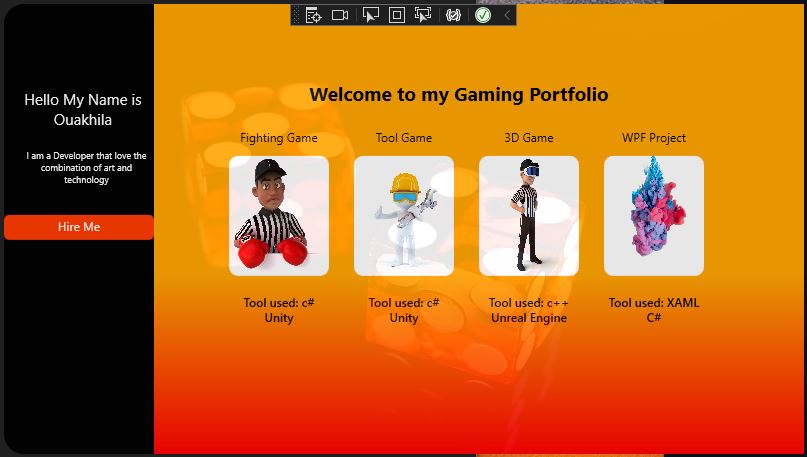 Hello My Name is
Ouakhila
I am a Developer that love the
combination of art and
technology
Hire Me
Welcome to my Gaming Portfolio
Fighting Game
Tool Game
3D Game
WPF Project
Tool used: c#
Unity
Tool used: c#
Unity
Tool used: c++
Unreal Engine
Tool used: XAML
C#